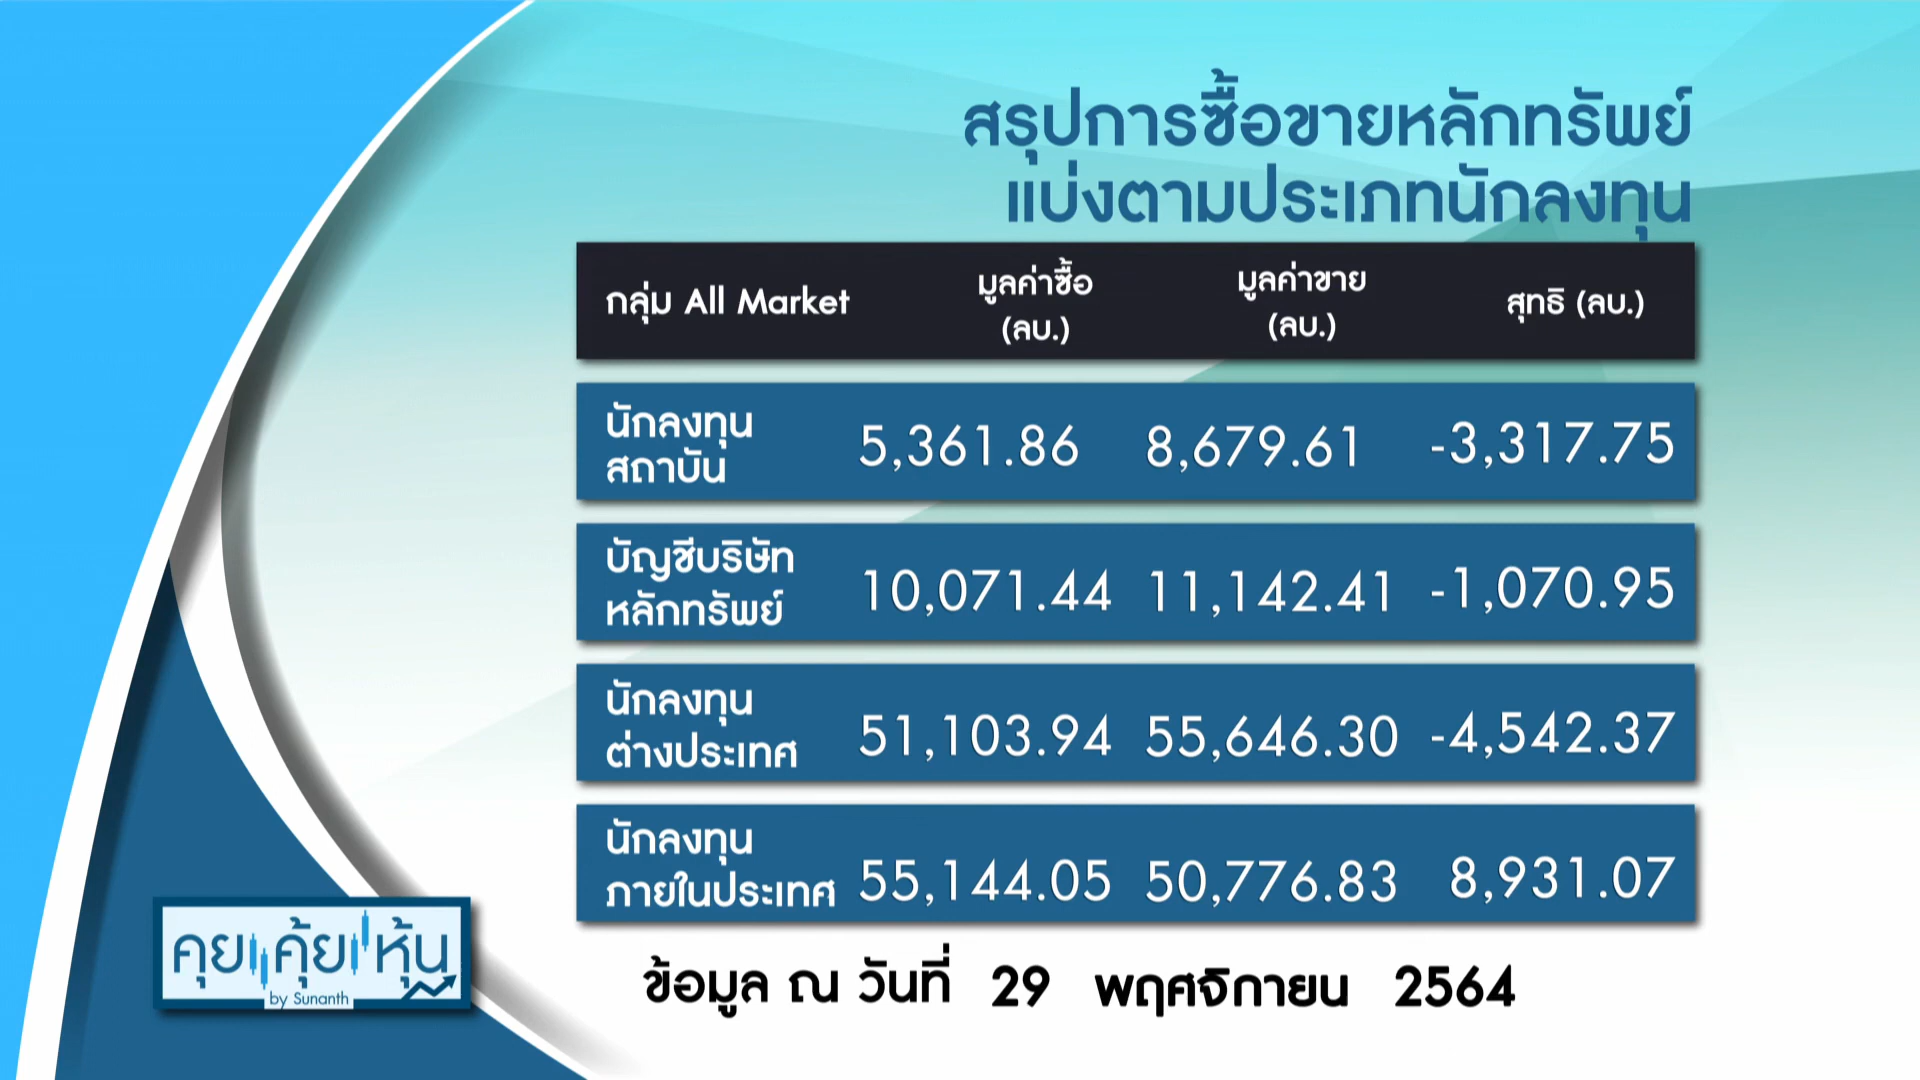 สรุปการซื้อขายหลักทรัพย์
แบ่งตามประเภทนักลงทุน
กลุ่ม All Market มูลค่าซื้อ (ลบ.) มูลค่าขาย (ลบ.) สุทธิ (ลบ.)
นักลงทุน
สถาบัน 5,361.86 8,679.61 -3,317.75
บัญชีบริษัท
หลักทรัพย์ 10,071.44 11,142.41 -1,070.95
นักลงทุน
ต่างประเทศ 51,103.94 55,646.30 -4,542.37
นักลงทุน
ภายในประเทศ 55,144.05 50,776.83 8,931.07
ข้อมูล ณ วันที่ 29 พฤศจิกายน 2564
คุย คุ้ย หุ้น
by Sunanth